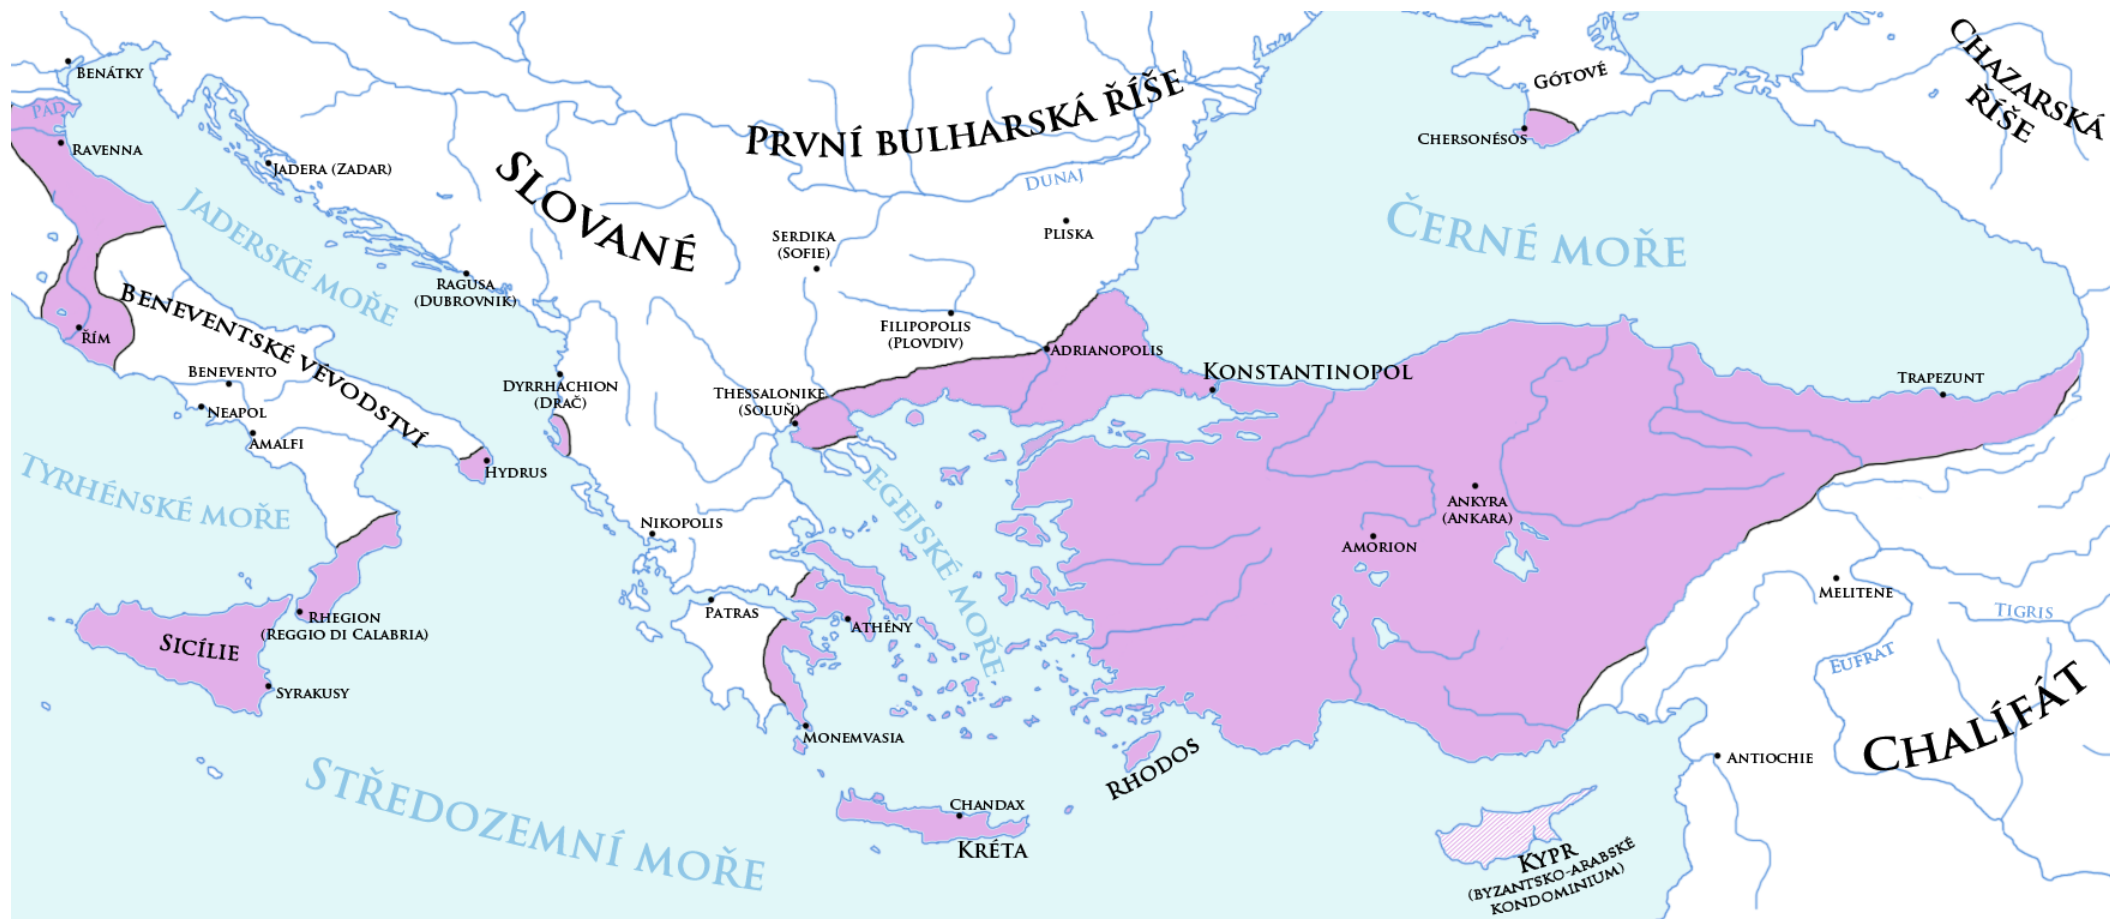 Benátky
Pád
Ravenna
Jadera (Zadar)
Jaderské moře
Slované
První bulharská říše
Dunaj
Pliska
Serdika
(Sofie)
Filipopolis
(Plovdiv)
Adrianopolis
Gótové
Chersonésos
Chazarská
říše
Černé moře
Ragusa
(Dubrovnik)
Řím
Beneventské vévodství
Benevento
Neapol
Amalfi
Hydrus
Tyrhénské moře
Dyrrhachion
(Drač)
Thessalonike
(Soluň)
Konstantinopol
Trapezunt
Nikopolis
Egejské moře
Ankyra
(Ankara)
Amorion
Melitene
Tigris
Eufrat
Chalífát
Antiochie
Patras
Athény
Rhegion
(Reggio di Calabria)
Sicílie
Syrakusy
Monemvasia
Rhodos
Středozemní moře
Chandax
Kréta
Kypr
(byzantsko-arabské
kondominium)